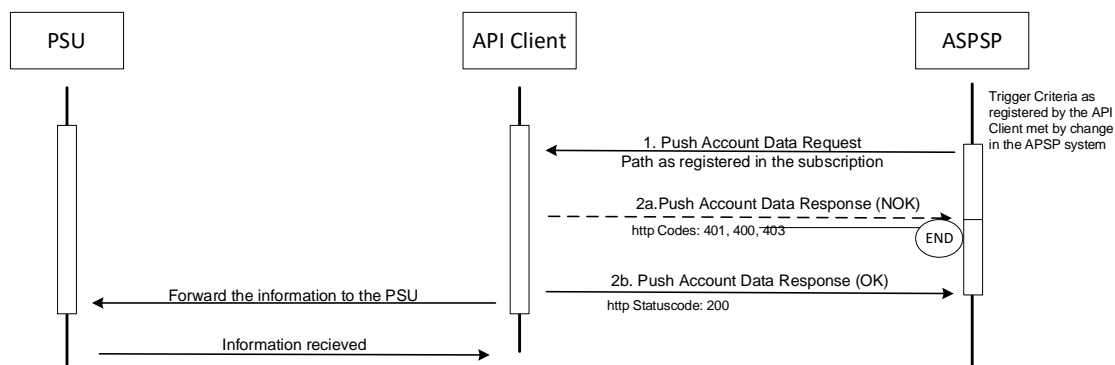 PSU
API Client
ASPSP
Trigger Criteria as
registered by the API
Client met by change
in the APSP system
1. Push Account Data Request
Path as registered in the subscription
2a.Push Account Data Response (NOK)
http Codes: 401, 400, 403
END
2b. Push Account Data Response (OK)
http Statuscode: 200
Forward the information to the PSU
Information recieved